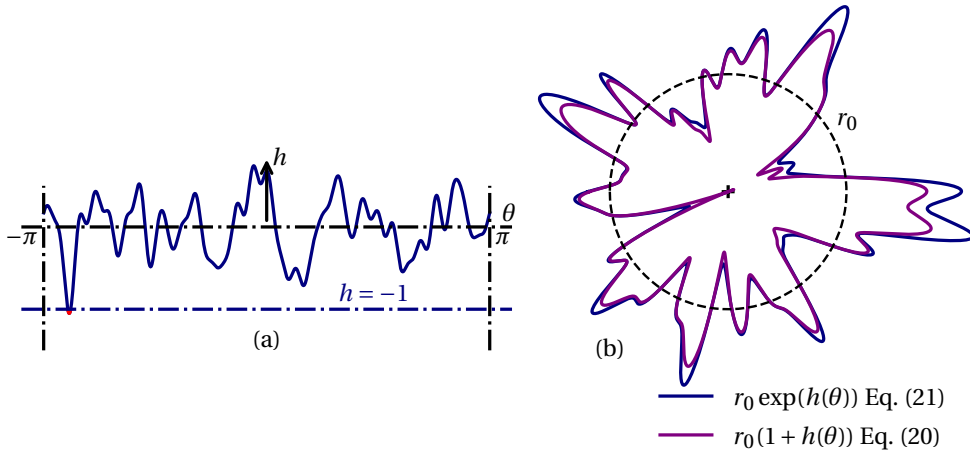 h
θ
−π
π
h = −1
(a)
r₀
(b)
r₀ exp(h(θ)) Eq. (21)
r₀(1 + h(θ)) Eq. (20)